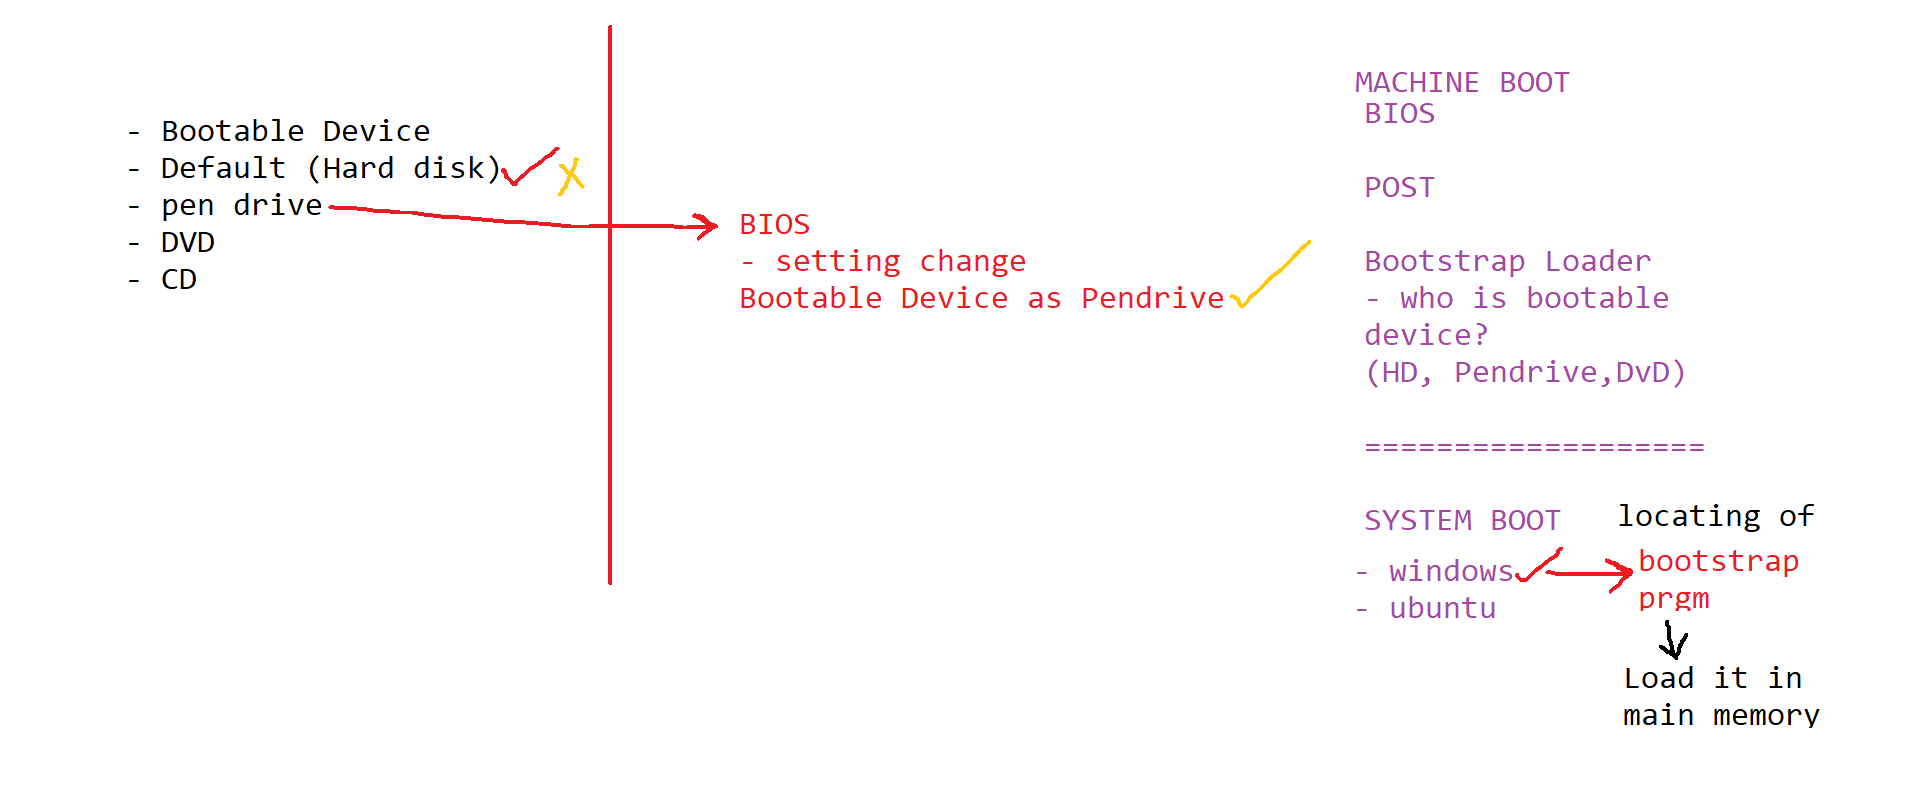 - Bootable Device
- Default (Hard disk)
- pen drive
- DVD
- CD
BIOS
- setting change
Bootable Device as Pendrive
MACHINE BOOT
BIOS
POST
Bootstrap Loader
- who is bootable
device?
(HD, Pendrive,DvD)
===================
SYSTEM BOOT
- windows
- ubuntu
locating of
bootstrap
prgm
Load it in
main memory